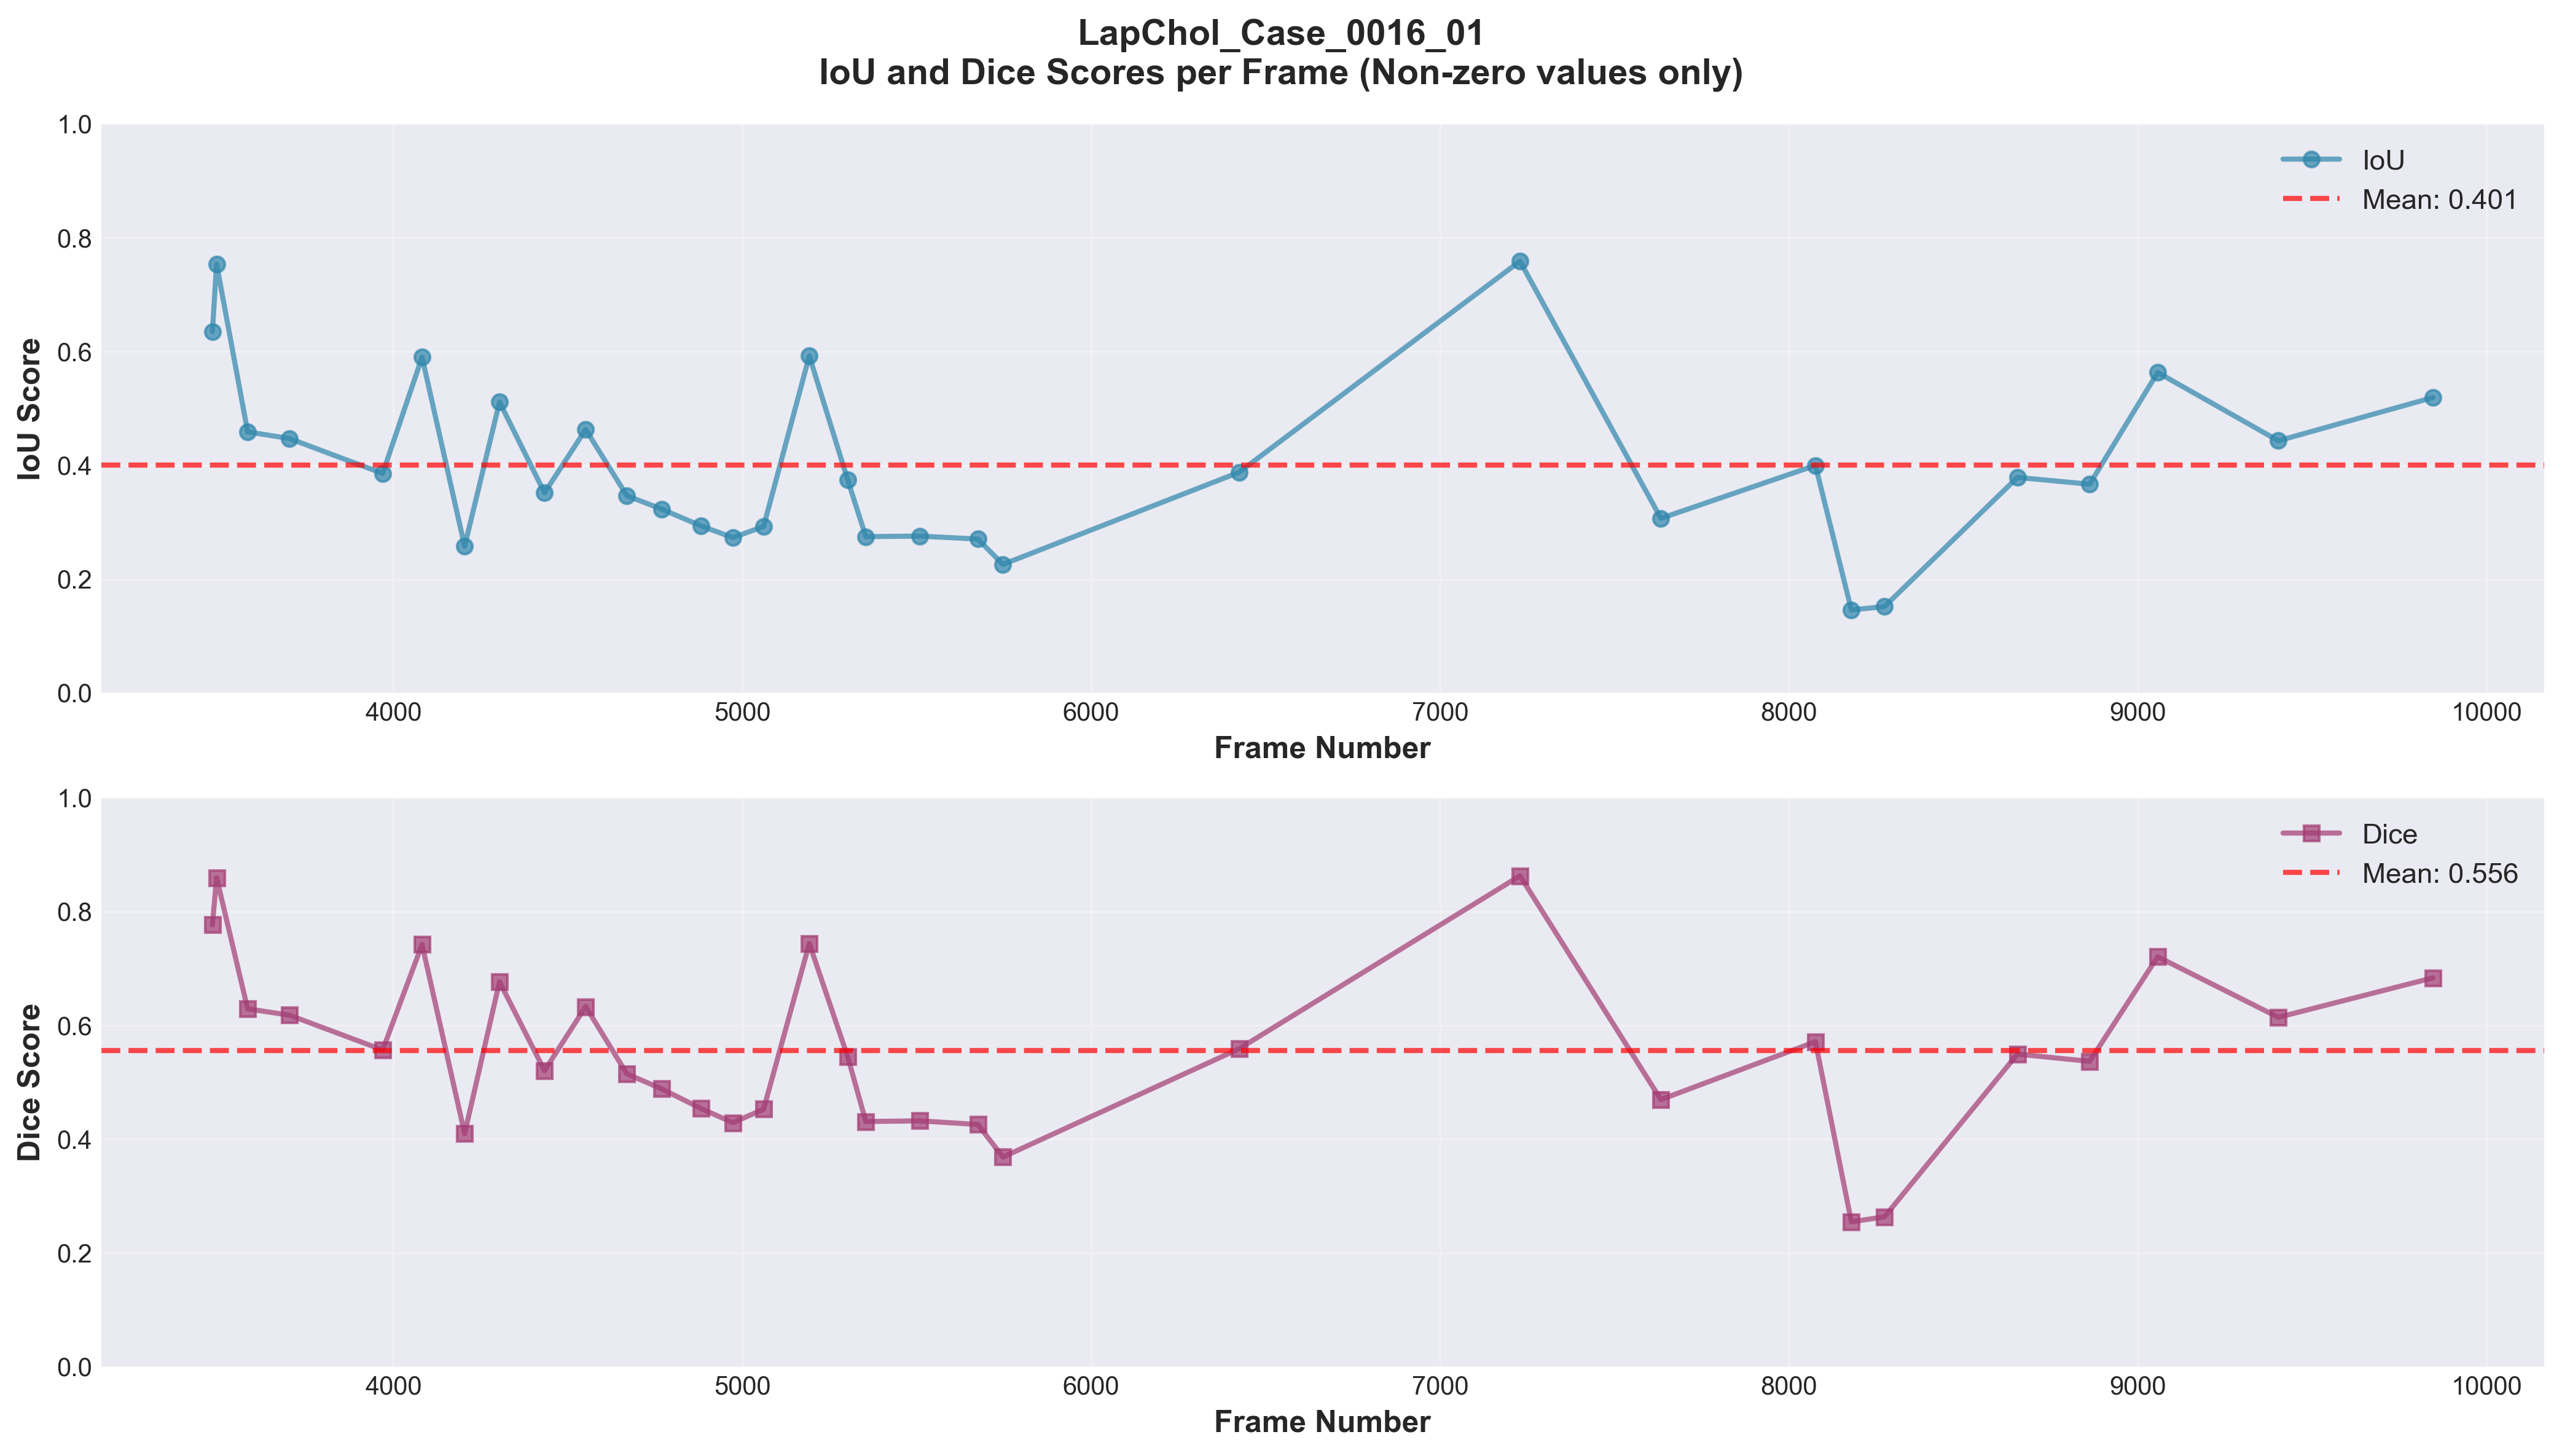 LapChol_Case_0016_01
IoU and Dice Scores per Frame (Non-zero values only)
1.0
0.8
0.6
0.4
0.2
0.0
IoU Score
IoU
Mean: 0.401
4000 5000 6000 7000 8000 9000 10000
Frame Number
1.0
0.8
0.6
0.4
0.2
0.0
Dice Score
Dice
Mean: 0.556
4000 5000 6000 7000 8000 9000 10000
Frame Number